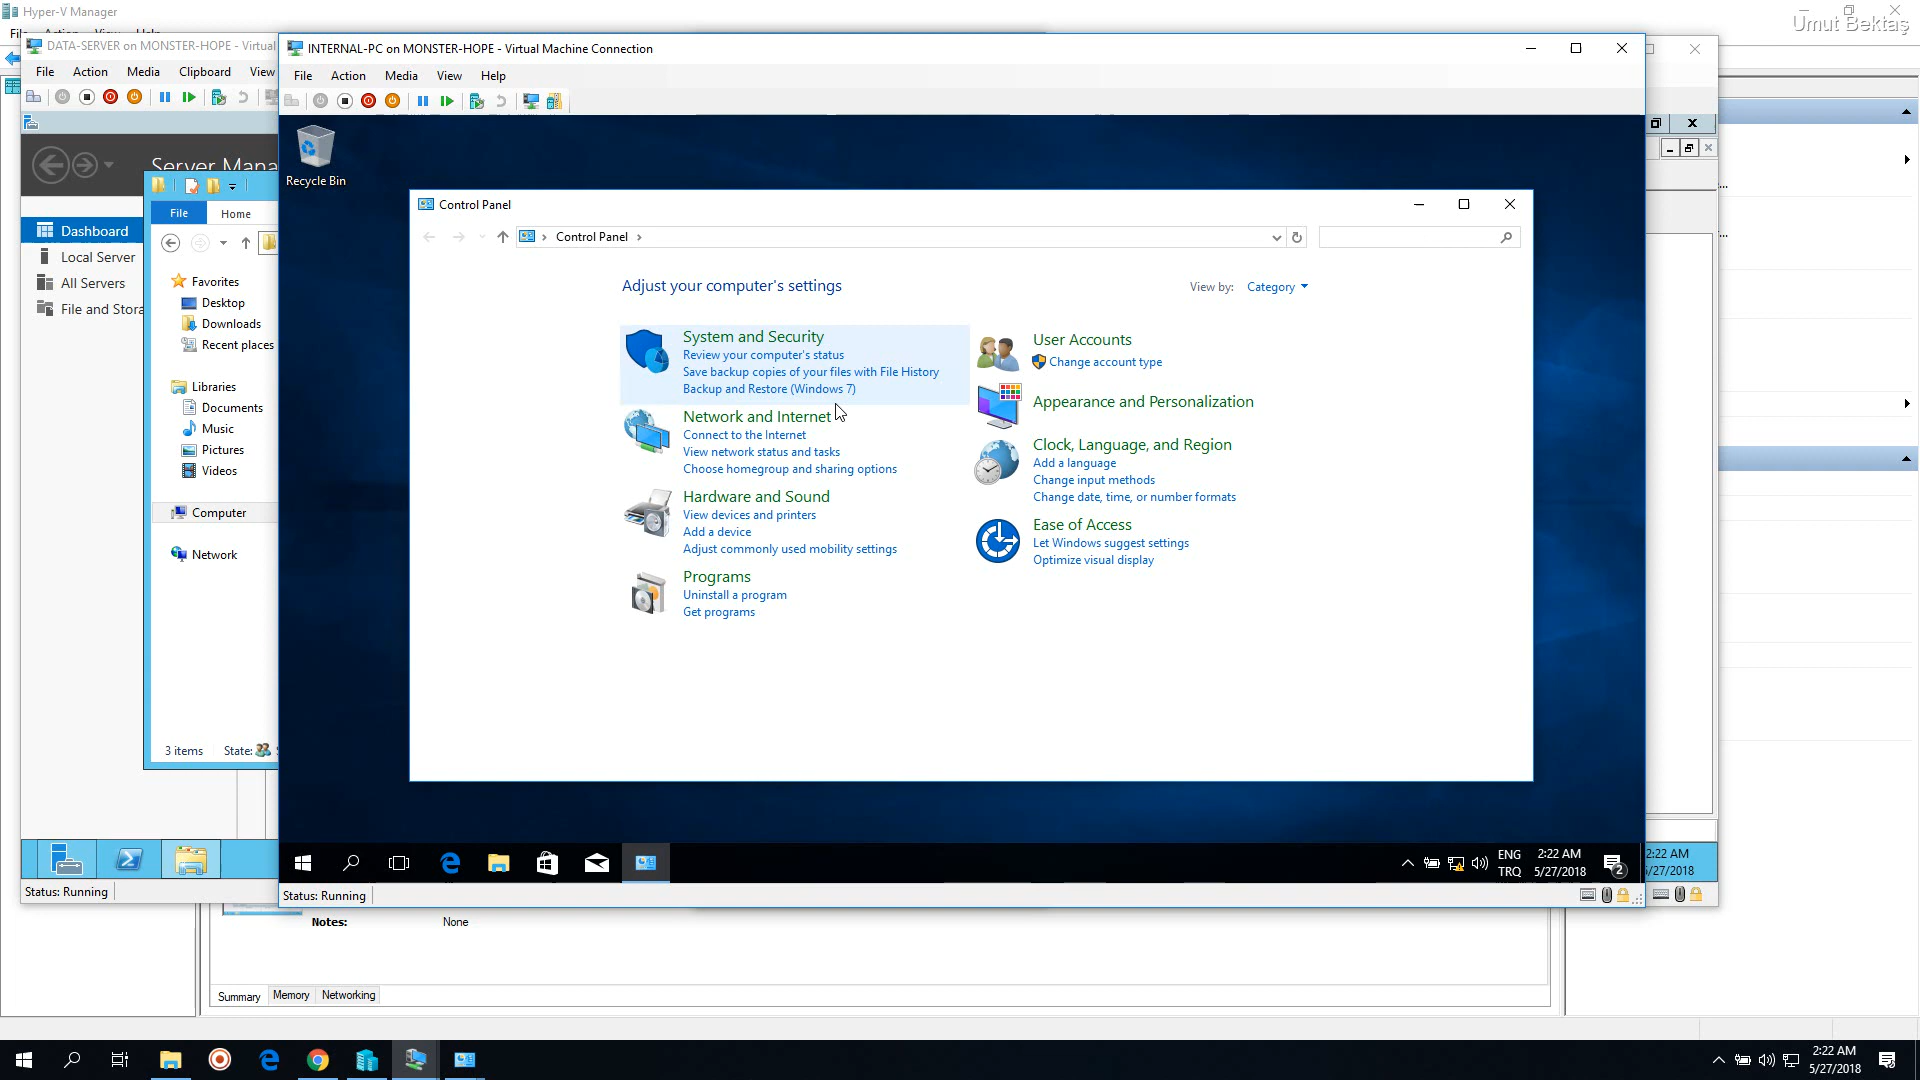 Hyper-V Manager
Umut Bektaş
DATA-SERVER on MONSTER-HOPE - Virtual
File Action Media Clipboard View
Server Mana
Dashboard
Local Server
All Servers
File and Stora
File Home
Favorites
Desktop
Downloads
Recent places
Libraries
Documents
Music
Pictures
Videos
Computer
Network
3 items State:
Status: Running
INTERNAL-PC on MONSTER-HOPE - Virtual Machine Connection
File Action Media View Help
Recycle Bin
Control Panel
Control Panel
Adjust your computer's settings
View by: Category
System and Security
Review your computer's status
Save backup copies of your files with File History
Backup and Restore (Windows 7)
Network and Internet
Connect to the Internet
View network status and tasks
Choose homegroup and sharing options
Hardware and Sound
View devices and printers
Add a device
Adjust commonly used mobility settings
Programs
Uninstall a program
Get programs
User Accounts
Change account type
Appearance and Personalization
Clock, Language, and Region
Add a language
Change input methods
Change date, time, or number formats
Ease of Access
Let Windows suggest settings
Optimize visual display
ENG 2:22 AM
TRQ 5/27/2018
2
2:22 AM
/27/2018
Status: Running
Notes: None
Summary Memory Networking
2:22 AM
5/27/2018